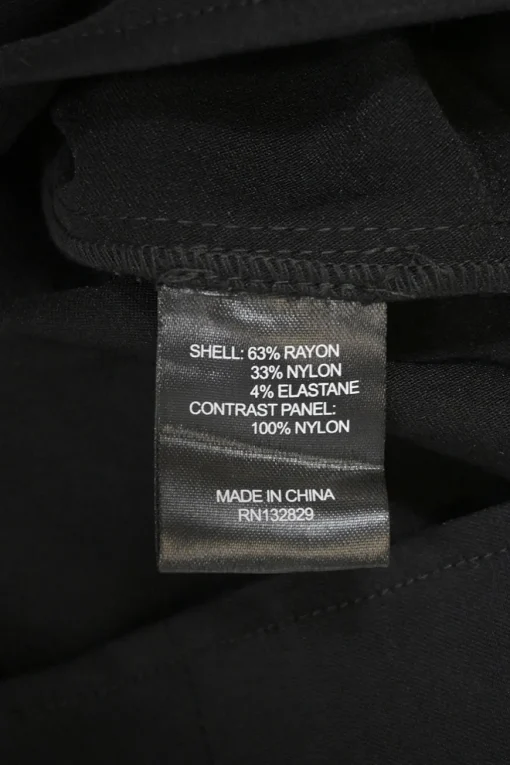 SHELL: 63% RAYON
33% NYLON
4% ELASTANE
CONTRAST PANEL:
100% NYLON
MADE IN CHINA
RN132829